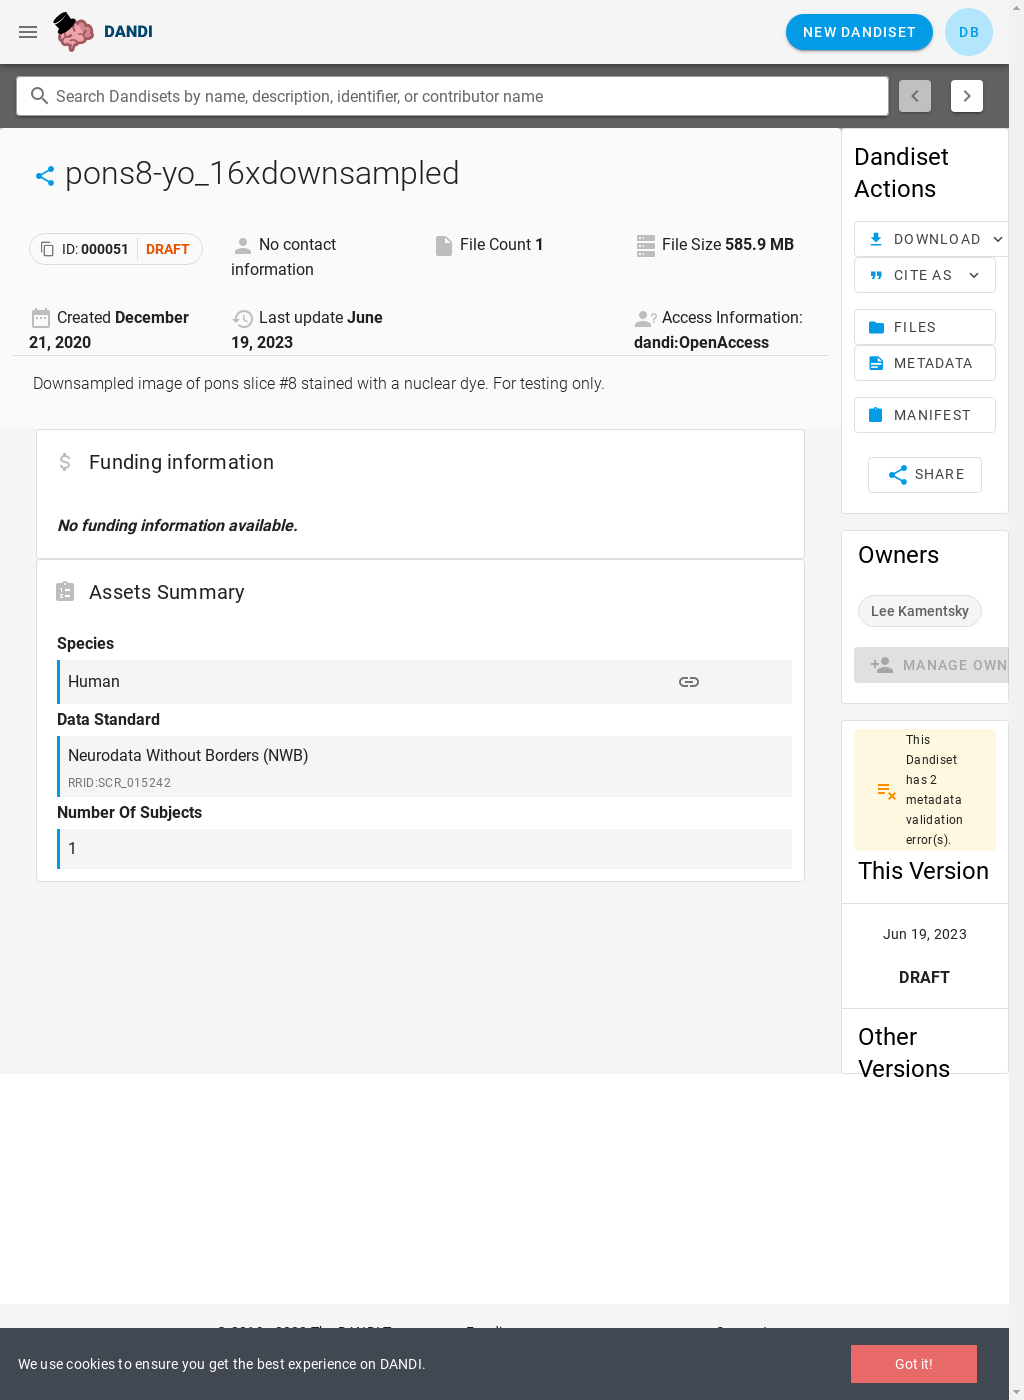 DANDI
NEW DANDISET
DB
Search Dandisets by name, description, identifier, or contributor name
pons8-yo_16xdownsampled
ID: 000051
DRAFT
No contact
information
File Count 1
File Size 585.9 MB
Created December
21, 2020
Last update June
19, 2023
Access Information:
dandi:OpenAccess
Downsampled image of pons slice #8 stained with a nuclear dye. For testing only.
Funding information
No funding information available.
Assets Summary
Species
Human
Data Standard
Neurodata Without Borders (NWB)
RRID:SCR_015242
Number Of Subjects
1
Dandiset
Actions
DOWNLOAD
CITE AS
FILES
METADATA
MANIFEST
SHARE
Owners
Lee Kamentsky
MANAGE OWN
This
Dandiset
has 2
metadata
validation
error(s).
This Version
Jun 19, 2023
DRAFT
Other
Versions
We use cookies to ensure you get the best experience on DANDI.
Got it!